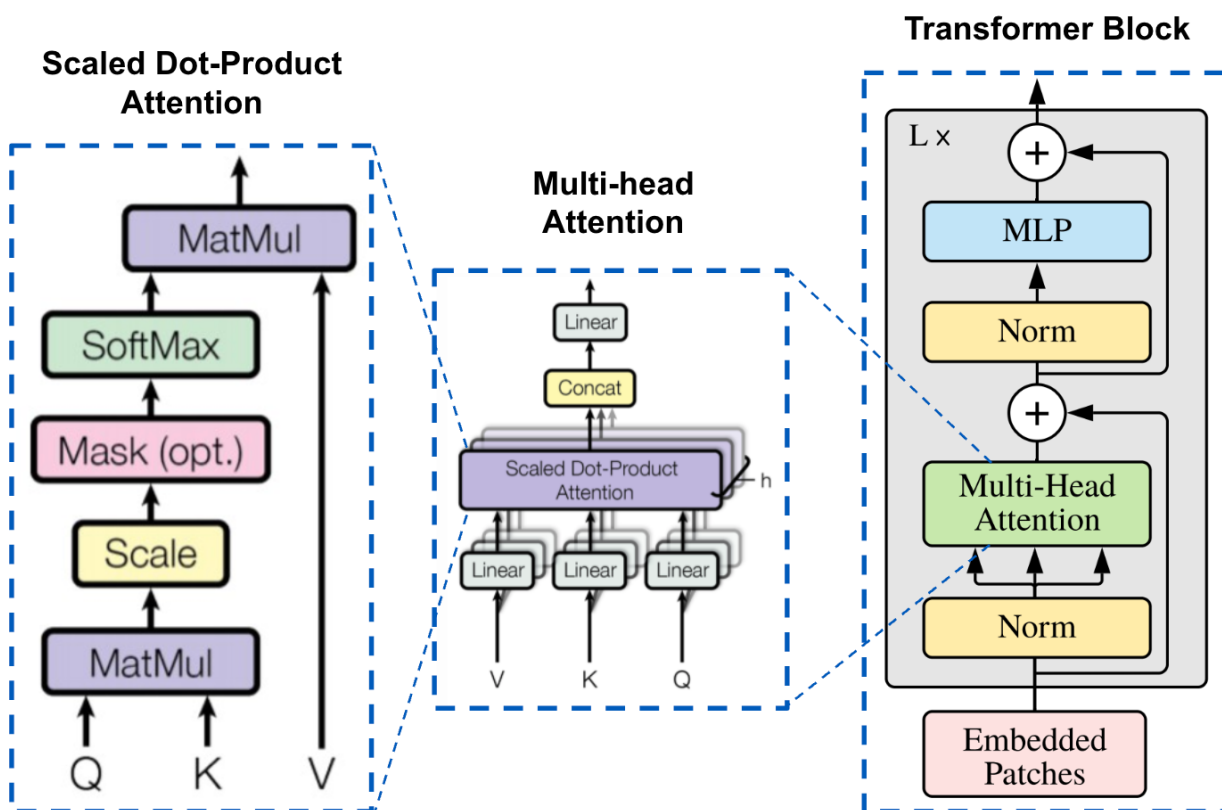 Scaled Dot-Product
Attention
MatMul
SoftMax
Mask (opt.)
Scale
MatMul
Q K V
Multi-head
Attention
Linear
Concat
Scaled Dot-Product
Attention
h
Linear Linear Linear
V K Q
Transformer Block
L ×
+
MLP
Norm
+
Multi-Head
Attention
Norm
Embedded
Patches